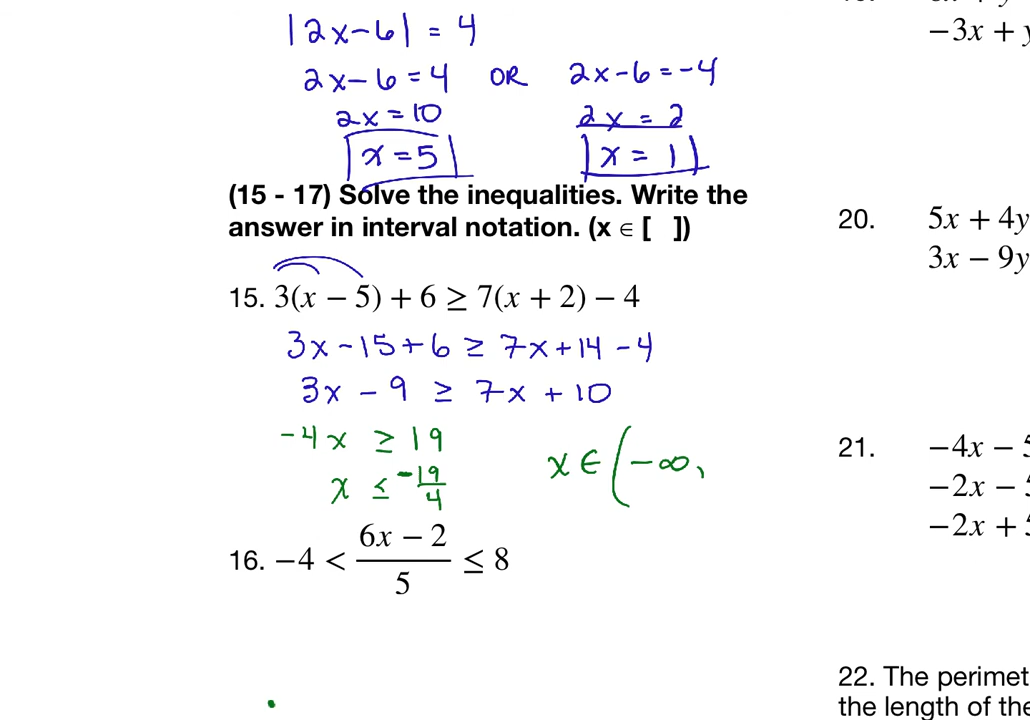 |2x-6| = 4
2x-6=4 OR 2x-6=-4
2x=10 2x=2
x=5 x=1
(15 - 17) Solve the inequalities. Write the
answer in interval notation. (x ∈ [ ])
15. 3(x − 5) + 6 ≥ 7(x + 2) − 4
3x-15+6 ≥ 7x+14-4
3x-9 ≥ 7x+10
-4x ≥ 19
x ≤ -19/4 x ∈ (-∞,
16. −4 < (6x − 2)/5 ≤ 8
−3x + y
20. 5x + 4y
3x − 9y
21. −4x − 5
−2x − 5
−2x + 5
22. The perimet
the length of the